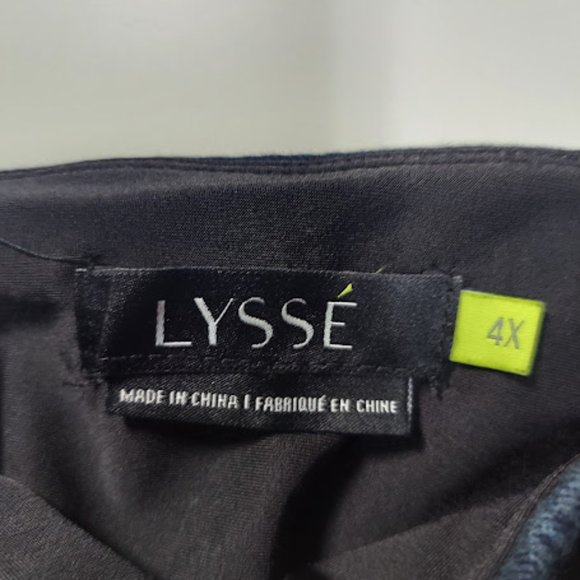 LYSSÉ
4X
MADE IN CHINA | FABRIQUÉ EN CHINE